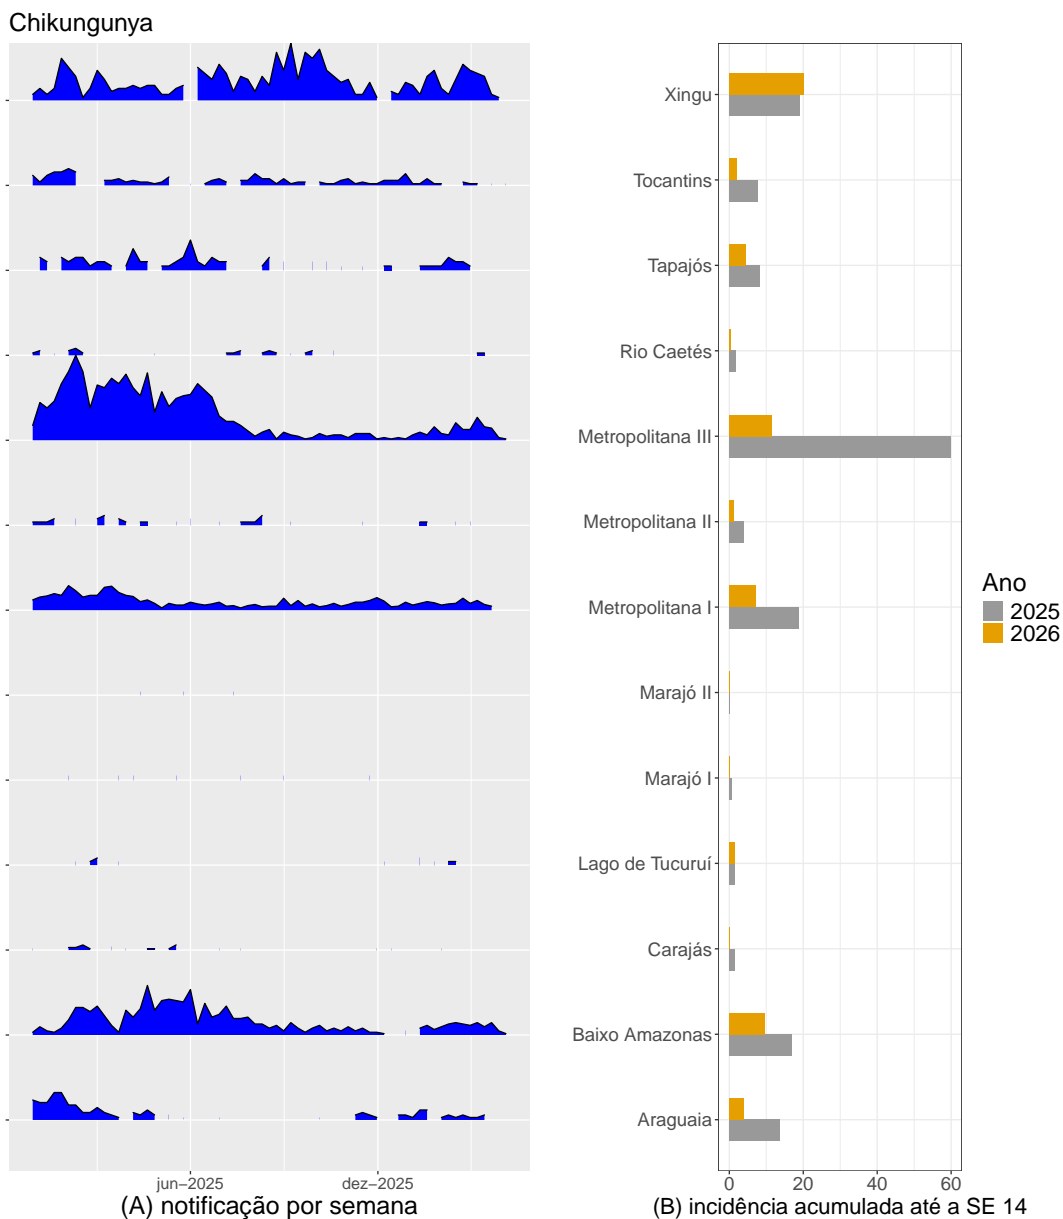 Chikungunya
Xingu
Tocantins
Tapajós
Rio Caetés
Metropolitana III
Metropolitana II
Metropolitana I
Marajó II
Marajó I
Lago de Tucuruí
Carajás
Baixo Amazonas
Araguaia
jun−2025 dez−2025
(A) notificação por semana
0 20 40 60
(B) incidência acumulada até a SE 14
Ano
2025
2026